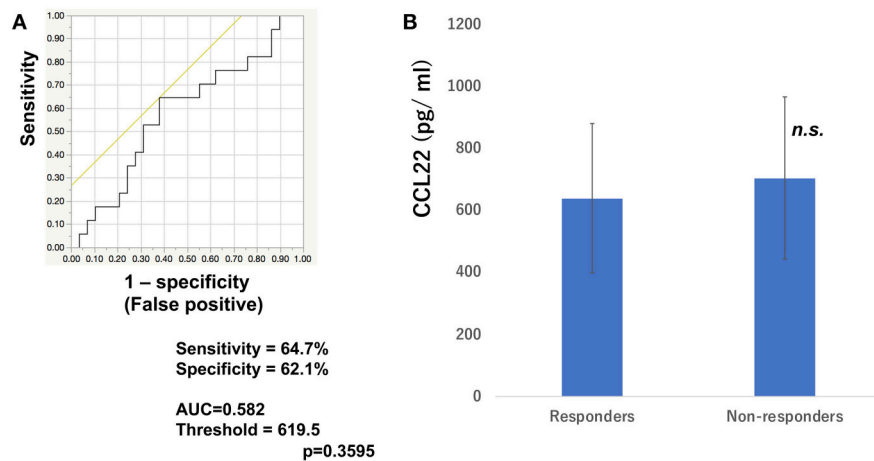 A
Sensitivity
1.00
0.90
0.80
0.70
0.60
0.50
0.40
0.30
0.20
0.10
0.00
0.00 0.10 0.20 0.30 0.40 0.50 0.60 0.70 0.80 0.90 1.00
1 – specificity
(False positive)
Sensitivity = 64.7%
Specificity = 62.1%
AUC=0.582
Threshold = 619.5
p=0.3595
B
CCL22 (pg/ ml)
1200
1000
800
600
400
200
0
n.s.
Responders Non-responders